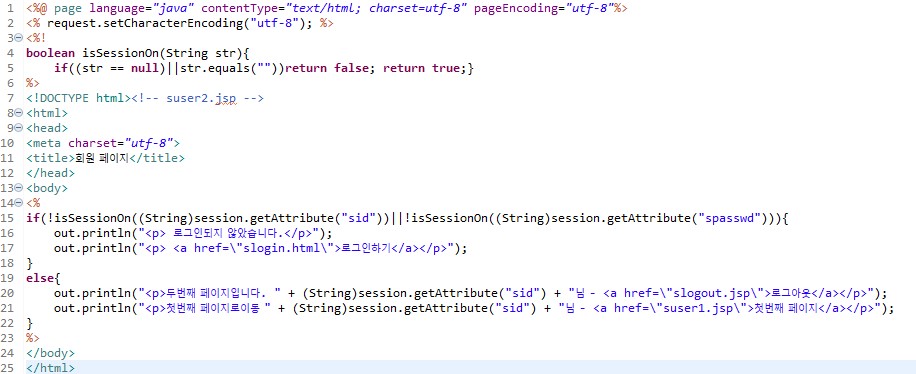 1 <%@ page language="java" contentType="text/html; charset=utf-8" pageEncoding="utf-8"%>
2 <% request.setCharacterEncoding("utf-8"); %>
3 <%!
4 boolean isSessionOn(String str){
5     if((str == null)||str.equals(""))return false; return true;}
6 %>
7 <!DOCTYPE html><!-- suser2.jsp -->
8 <html>
9 <head>
10 <meta charset="utf-8">
11 <title>회원 페이지</title>
12 </head>
13 <body>
14 <%
15 if(!isSessionOn((String)session.getAttribute("sid"))||!isSessionOn((String)session.getAttribute("spasswd"))){
16     out.println("<p> 로그인되지 않았습니다.</p>");
17     out.println("<p> <a href=\"slogin.html\">로그인하기</a></p>");
18 }
19 else{
20     out.println("<p>두번째 페이지입니다. " + (String)session.getAttribute("sid") + "님 - <a href=\"slogout.jsp\">로그아웃</a></p>");
21     out.println("<p>첫번째 페이지로이동 " + (String)session.getAttribute("sid") + "님 - <a href=\"suser1.jsp\">첫번째 페이지</a></p>");
22 }
23 %>
24 </body>
25 </html>